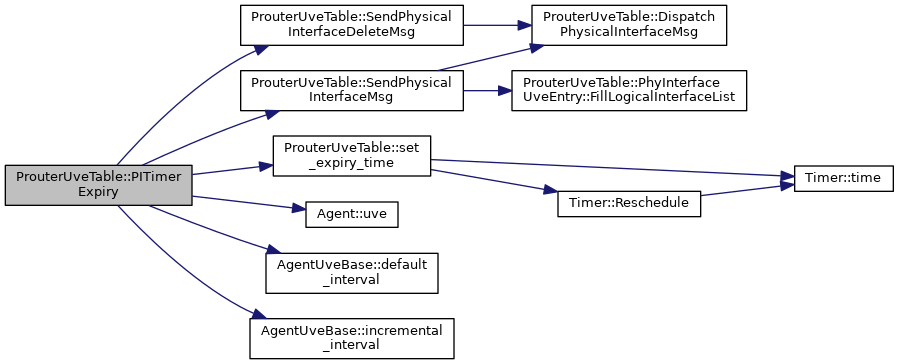 ProuterUveTable::SendPhysical
InterfaceDeleteMsg
ProuterUveTable::Dispatch
PhysicalInterfaceMsg
ProuterUveTable::SendPhysical
InterfaceMsg
ProuterUveTable::PhyInterface
UveEntry::FillLogicalInterfaceList
ProuterUveTable::set
_expiry_time
ProuterUveTable::PITimer
Expiry
Timer::time
Timer::Reschedule
Agent::uve
AgentUveBase::default
_interval
AgentUveBase::incremental
_interval